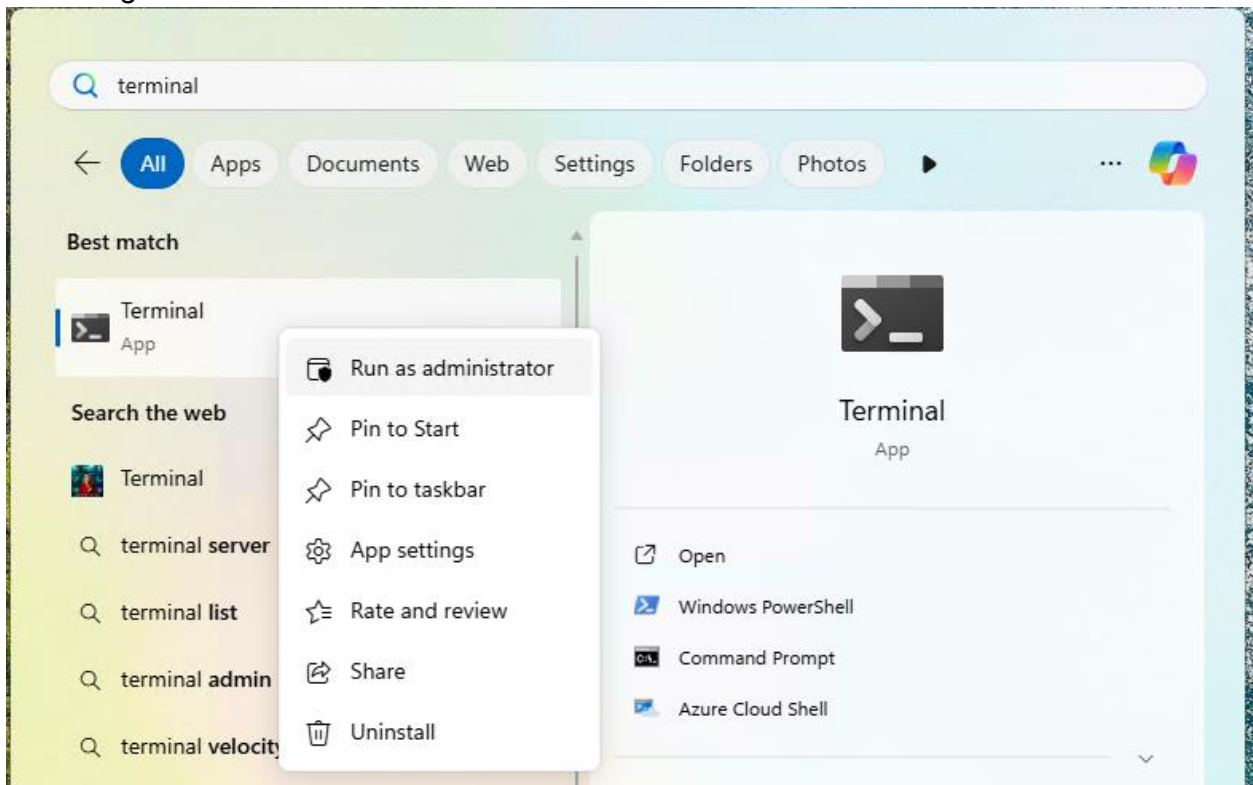 terminal
All Apps Documents Web Settings Folders Photos ...
Best match
Terminal
App
Search the web
Terminal
terminal server
terminal list
terminal admin
terminal velocity
Run as administrator
Pin to Start
Pin to taskbar
App settings
Rate and review
Share
Uninstall
Terminal
App
Open
Windows PowerShell
Command Prompt
Azure Cloud Shell